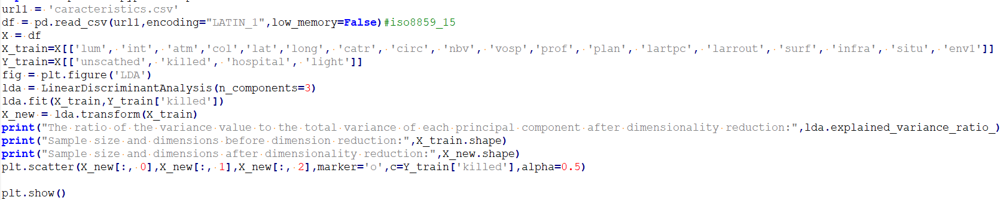 url1 = 'caracteristics.csv'
df = pd.read_csv(url1,encoding="LATIN_1",low_memory=False)#iso8859_15
X = df
X_train=X[['lum', 'int', 'atm','col','lat','long', 'catr', 'circ', 'nbv', 'vosp','prof', 'plan', 'lartpc', 'larrout', 'surf', 'infra', 'situ', 'env1']]
Y_train=X[['unscathed', 'killed', 'hospital', 'light']]
fig = plt.figure('LDA')
lda = LinearDiscriminantAnalysis(n_components=3)
lda.fit(X_train,Y_train['killed'])
X_new = lda.transform(X_train)
print("The ratio of the variance value to the total variance of each principal component after dimensionality reduction:",lda.explained_variance_ratio_)
print("Sample size and dimensions before dimension reduction:",X_train.shape)
print("Sample size and dimensions after dimensionality reduction:",X_new.shape)
plt.scatter(X_new[:, 0],X_new[:, 1],X_new[:, 2],marker='o',c=Y_train['killed'],alpha=0.5)
plt.show()